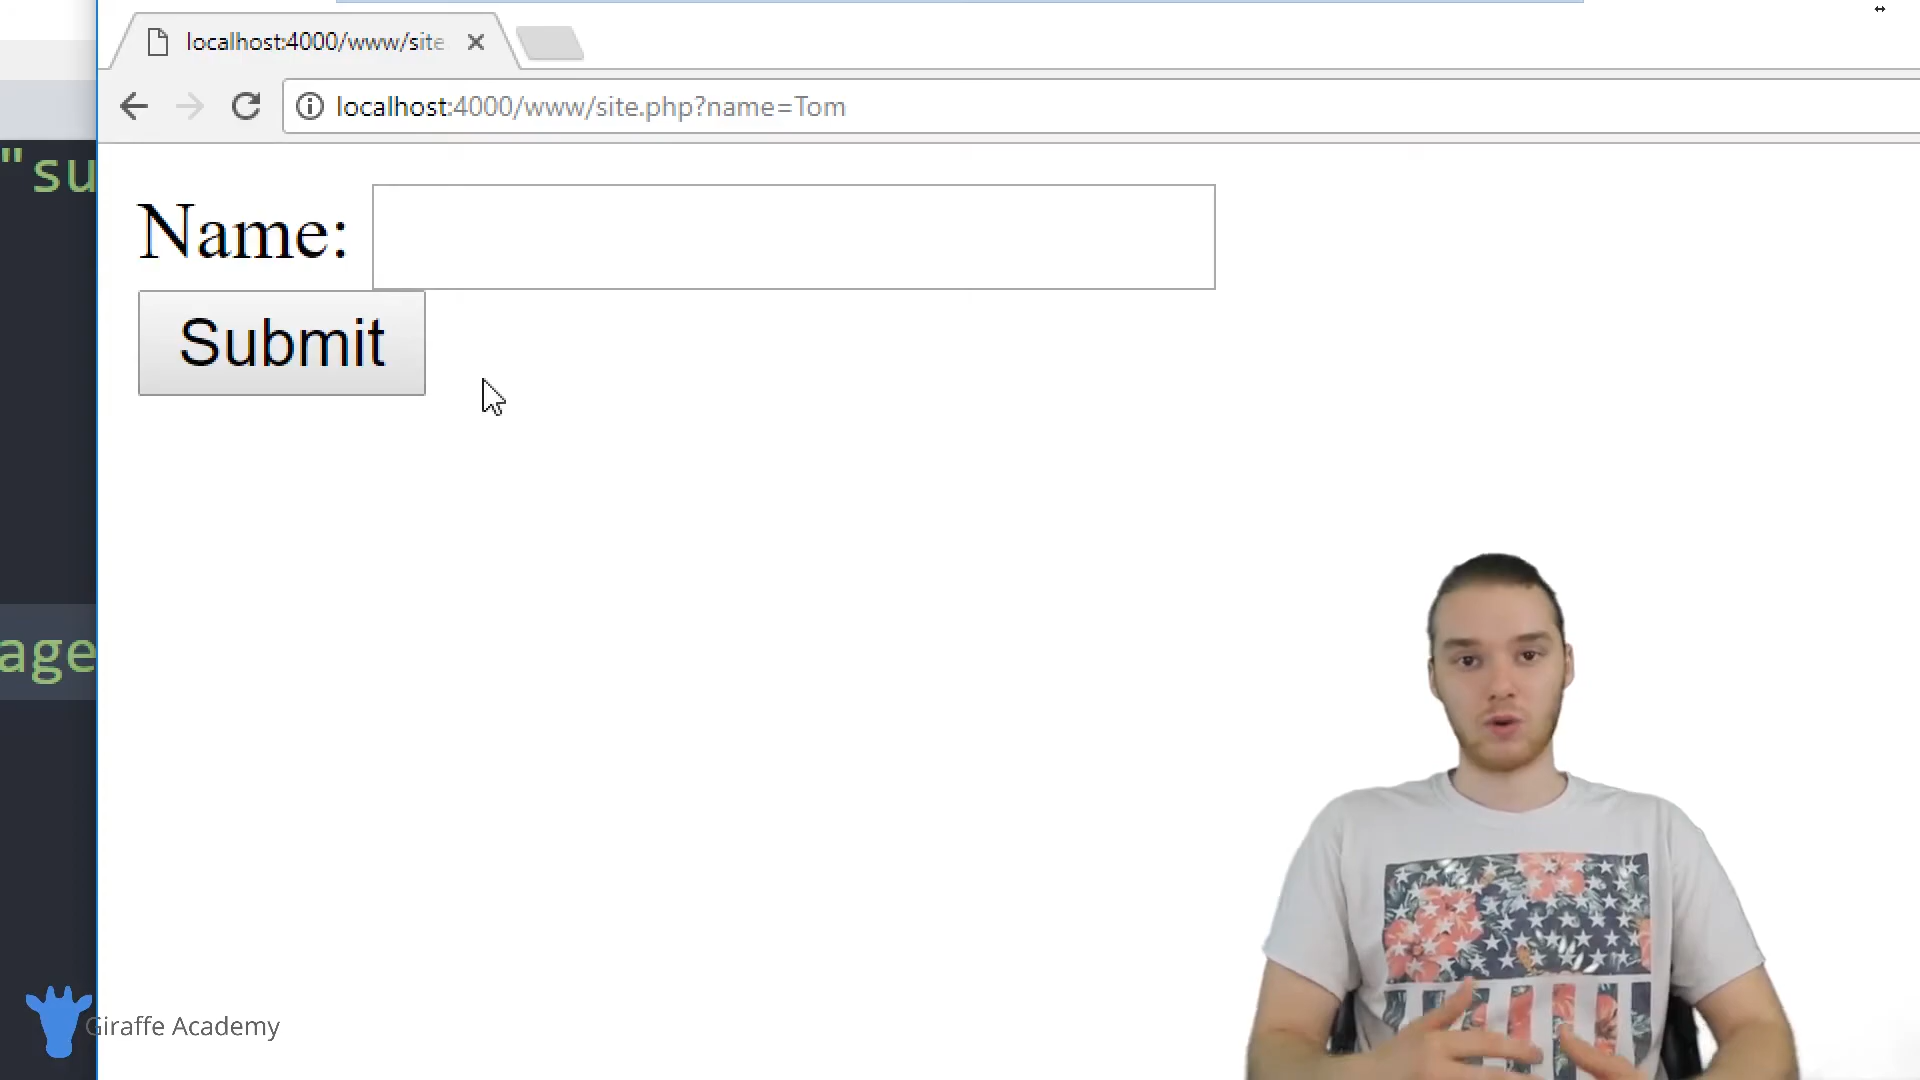 localhost:4000/www/site
localhost:4000/www/site.php?name=Tom
"su
Name:
Submit
age
Giraffe Academy